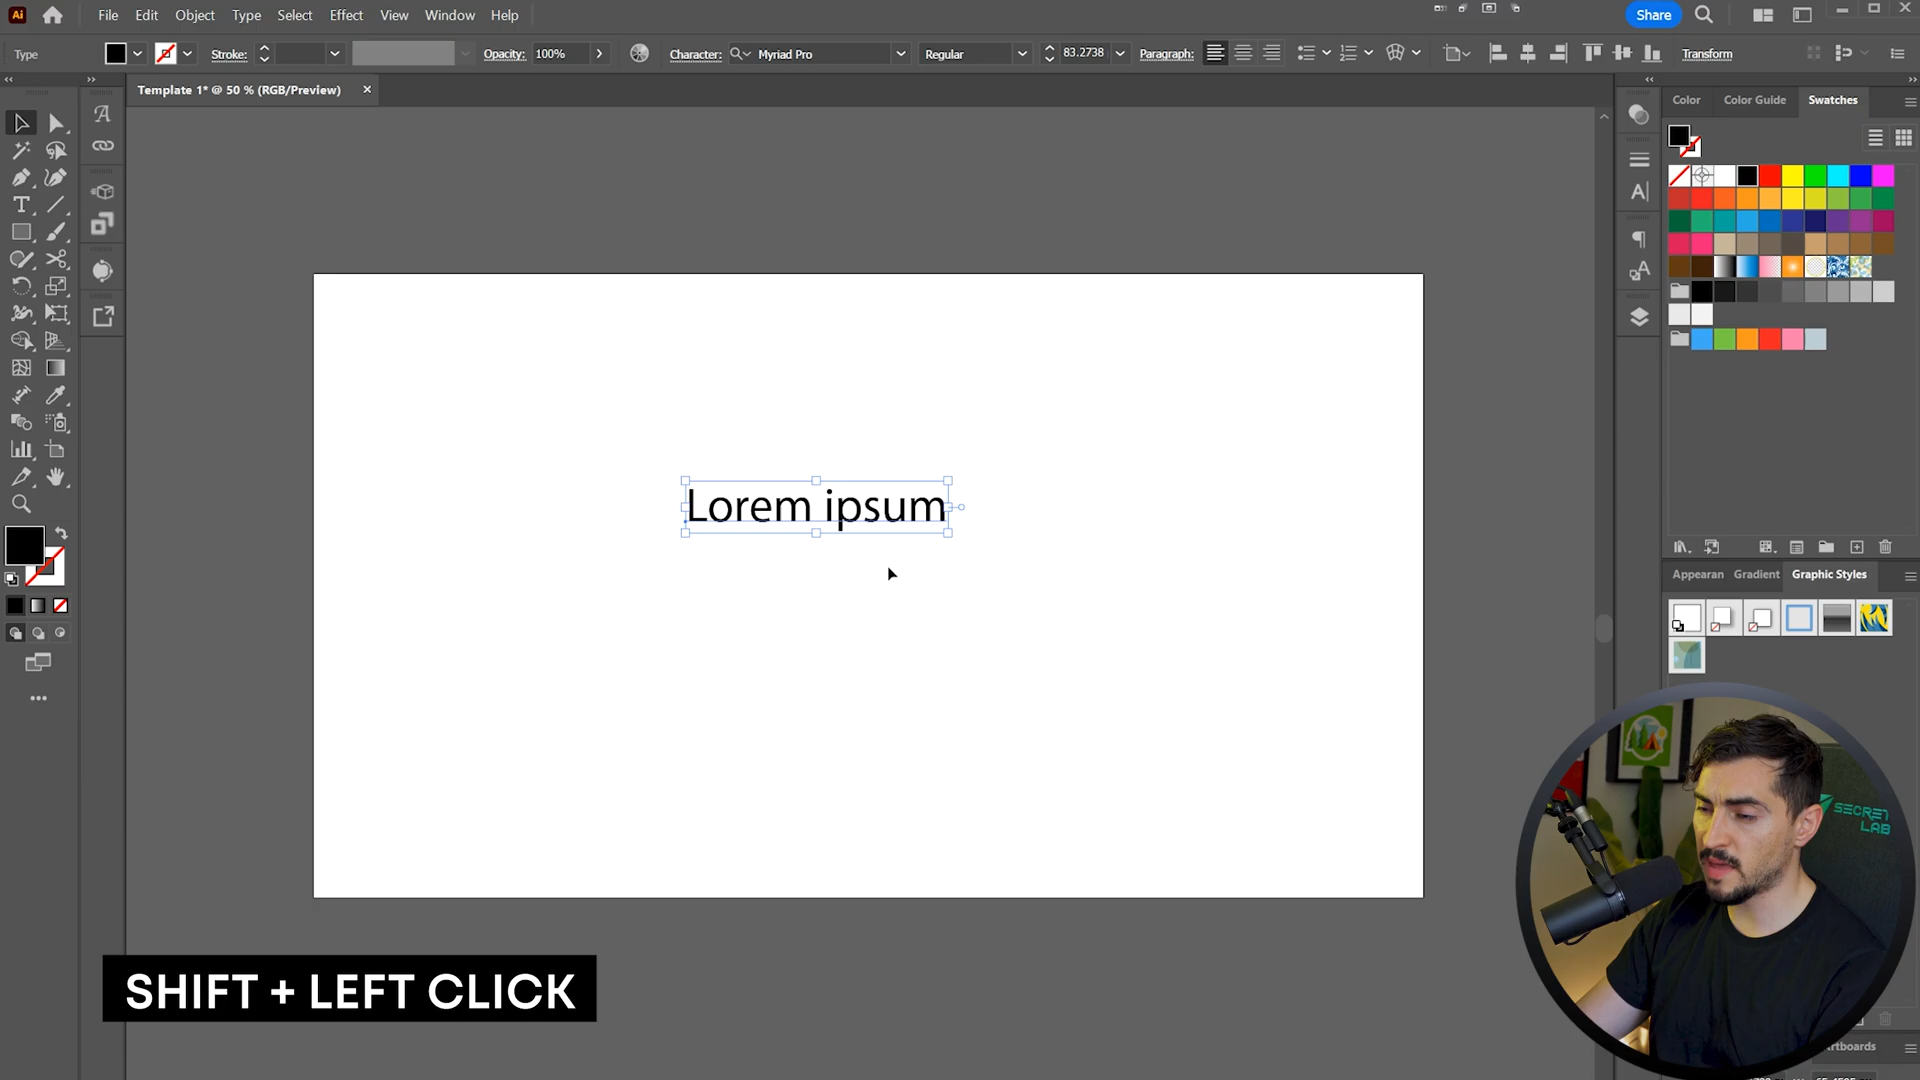 File Edit Object Type Select Effect View Window Help
Share
Type
Stroke:
Opacity: 100%
Character: Myriad Pro
Regular
83.2738
Paragraph:
Transform
Template 1* @ 50 % (RGB/Preview)
Color Color Guide Swatches
Lorem ipsum
Appearan Gradient Graphic Styles
SECRET
LAB
SHIFT + LEFT CLICK
rtboards